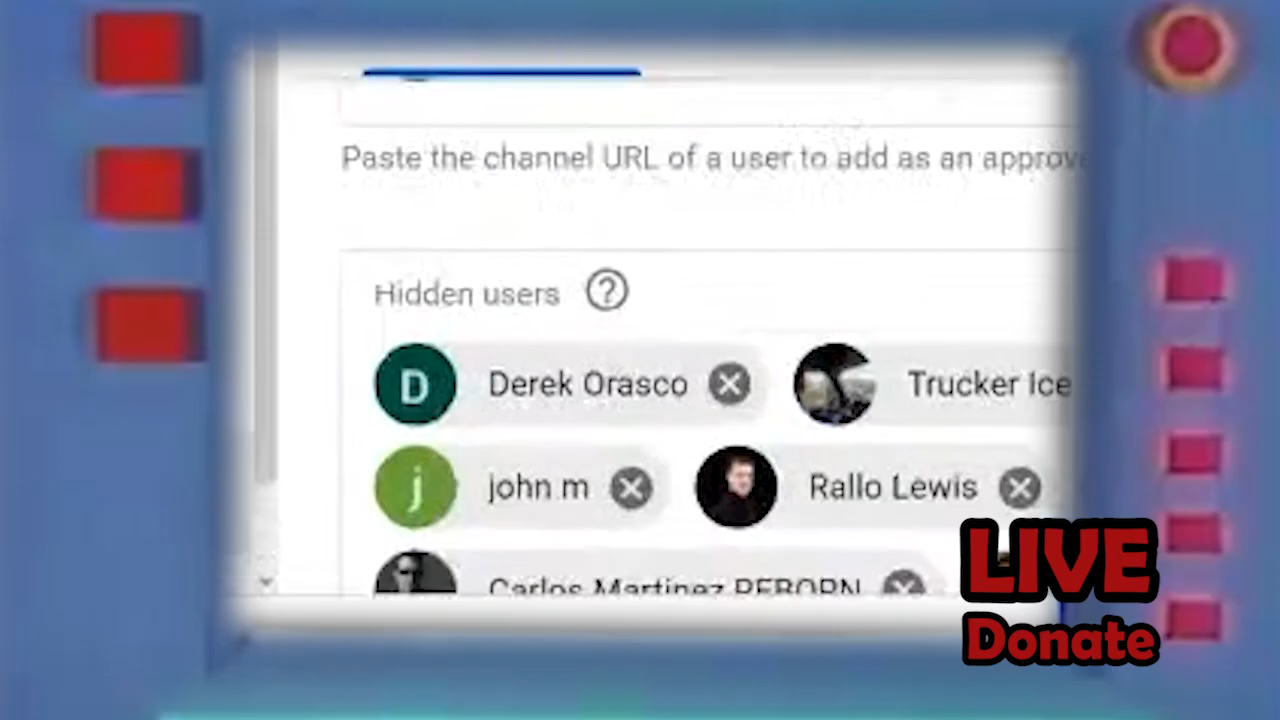 Paste the channel URL of a user to add as an approve
Hidden users ?
D Derek Orasco Trucker Ice
j john m Rallo Lewis
Carlos Martinez REBORN
LIVE
Donate